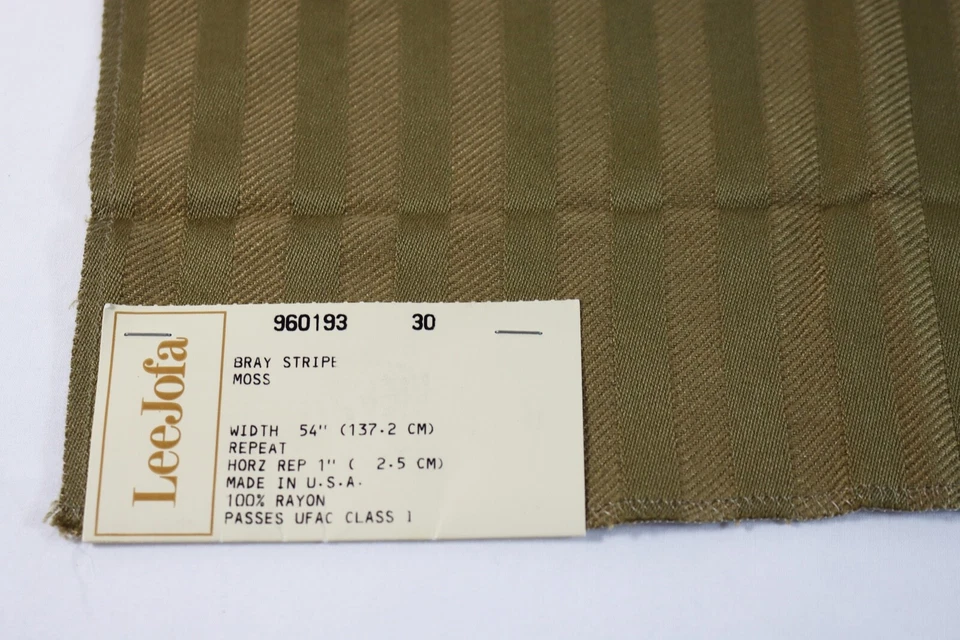 LeeJofa
960193 30
BRAY STRIPE
MOSS
WIDTH 54" (137.2 CM)
REPEAT
HORZ REP 1" ( 2.5 CM)
MADE IN U.S.A.
100% RAYON
PASSES UFAC CLASS 1